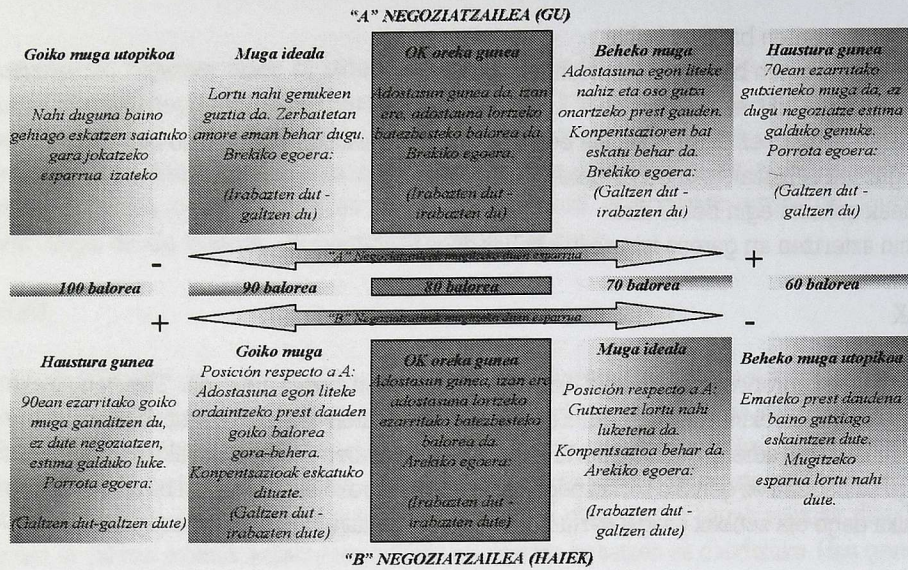 “A” NEGOZIATZAILEA (GU)
Goiko muga utopikoa
Nahi duguna baino
gehiago eskatzen saiatuko
gara jokatzeko
esparrua izateko
Muga ideala
Lortu nahi genukeen
guztia da. Zerbaitetan
amore eman behar dugu.
Brekiko egoera:
(Irabazten dut -
galtzen du)
OK oreka gunea
Adostasun gunea da, izan
ere, adostauna lortzeko
batezbesteko balorea da.
Brekiko egoera.
(Irabazten dut -
irabazten du)
Beheko muga
Adostasuna egon liteke
nahiz eta oso gutxi
onartzeko prest gauden.
Konpentsazioren bat
eskatu behar da.
Brekiko egoera:
(Galtzen dut -
irabazten du)
Haustura gunea
70ean ezarritako
gutxieneko muga da, ez
dugu negoziatze estima
galduko genuke.
Porrota egoera:
(Galtzen dut -
galtzen du)
- “A” Negoziatzaileak mugitzeko duen esparrua +
100 balorea 90 balorea 80 balorea 70 balorea 60 balorea
+ “B” Negoziatzaileak mugitzeko duen esparrua -
Haustura gunea
90ean ezarritako goiko
muga gainditzen du,
ez dute negoziatzen,
estima galduko luke.
Porrota egoera:
(Galtzen dut-galtzen dute)
Goiko muga
Posición respecto a A:
Adostasuna egon liteke
ordaintzeko prest dauden
goiko balorea
gora-behera.
Konpentsazioak eskatuko
dituzte.
(Galtzen dut -
irabazten dute)
OK oreka gunea
Adostasun gunea, izan ere
adostasuna lortzeko
ezarritako batezbesteko
balorea da.
Arekiko egoera:
(Irabazten dut -
irabazten dute)
Muga ideala
Posición respecto a A:
Gutxienez lortu nahi
luketena da.
Konpentsazioa behar da.
Arekiko egoera:
(Irabazten dut -
galtzen dute)
Beheko muga utopikoa
Emateko prest daudena
baino gutxiago
eskaintzen dute.
Mugitzeko
esparua lortu nahi
dute.
“B” NEGOZIATZAILEA (HAIEK)